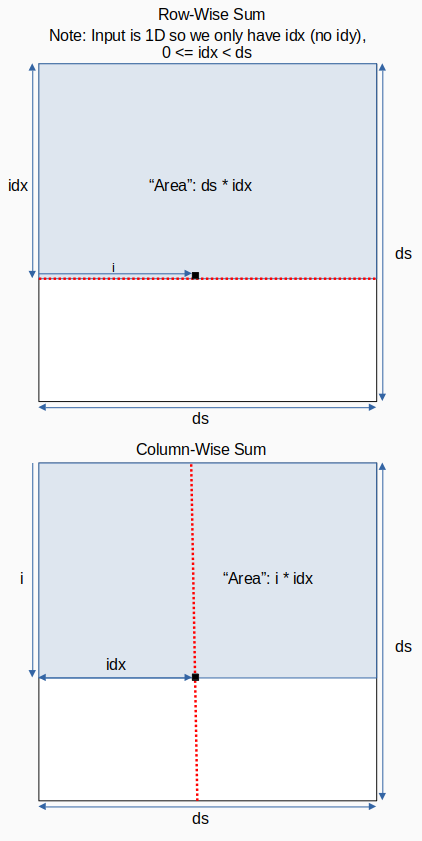 Row-Wise Sum
Note: Input is 1D so we only have idx (no idy),
0 <= idx < ds
idx
“Area”: ds * idx
ds
i
ds
Column-Wise Sum
i
“Area”: i * idx
ds
idx
ds